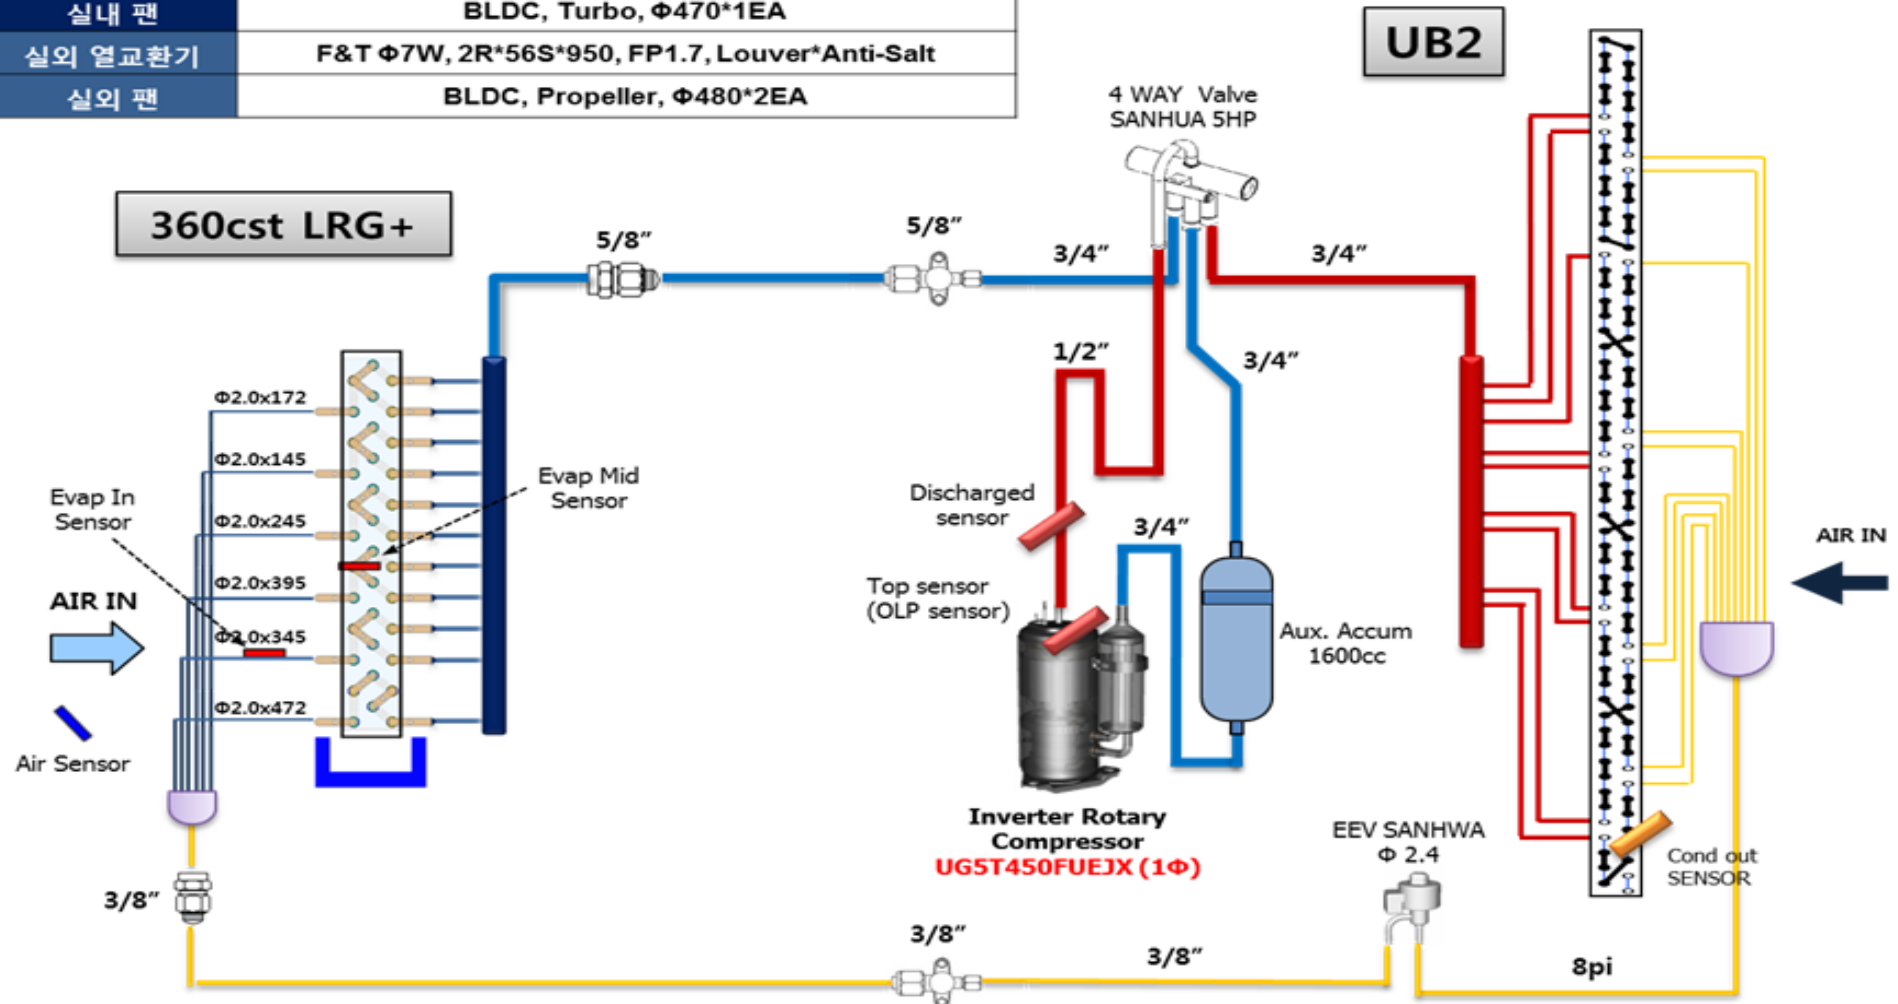 실내 팬
BLDC, Turbo, Φ470*1EA
실외 열교환기
F&T Φ7W, 2R*56S*950, FP1.7, Louver*Anti-Salt
실외 팬
BLDC, Propeller, Φ480*2EA
UB2
4 WAY Valve
SANHUA 5HP
360cst LRG+
5/8”
5/8”
3/4”
3/4”
1/2”
3/4”
Φ2.0x172
Φ2.0x145
Φ2.0x245
Φ2.0x395
Φ2.0x345
Φ2.0x472
Evap In
Sensor
Evap Mid
Sensor
Discharged
sensor
3/4”
Top sensor
(OLP sensor)
AIR IN
AIR IN
Aux. Accum
1600cc
Air Sensor
Inverter Rotary
Compressor
UG5T450FUEJX (1Φ)
EEV SANHWA
Φ 2.4
Cond out
SENSOR
3/8”
3/8”
3/8”
8pi